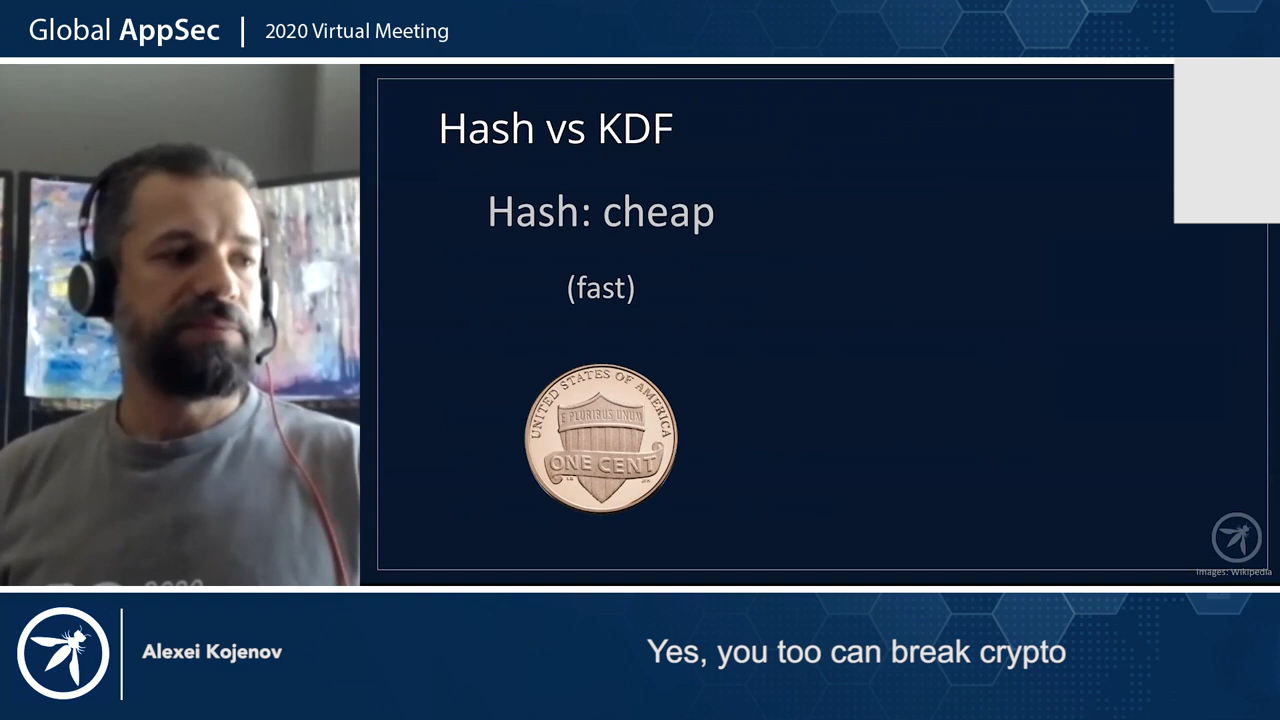 Global AppSec | 2020 Virtual Meeting
Hash vs KDF
Hash: cheap
(fast)
UNITED STATES OF AMERICA
E PLURIBUS UNUM
ONE CENT
Images: Wikipedia
2020
Alexei Kojenov
Yes, you too can break crypto